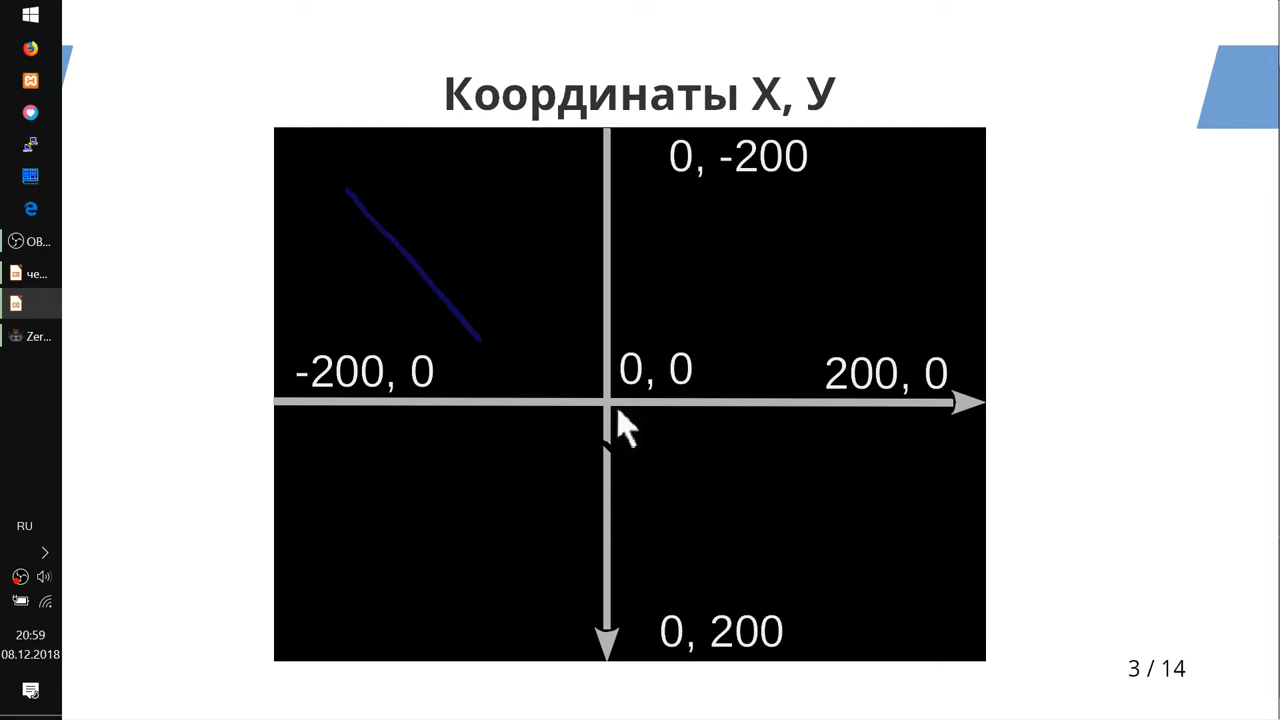 Координаты Х, У
0, -200
-200, 0
0, 0
200, 0
0, 200
3 / 14
OB...
че...
Zer...
RU
20:59
08.12.2018